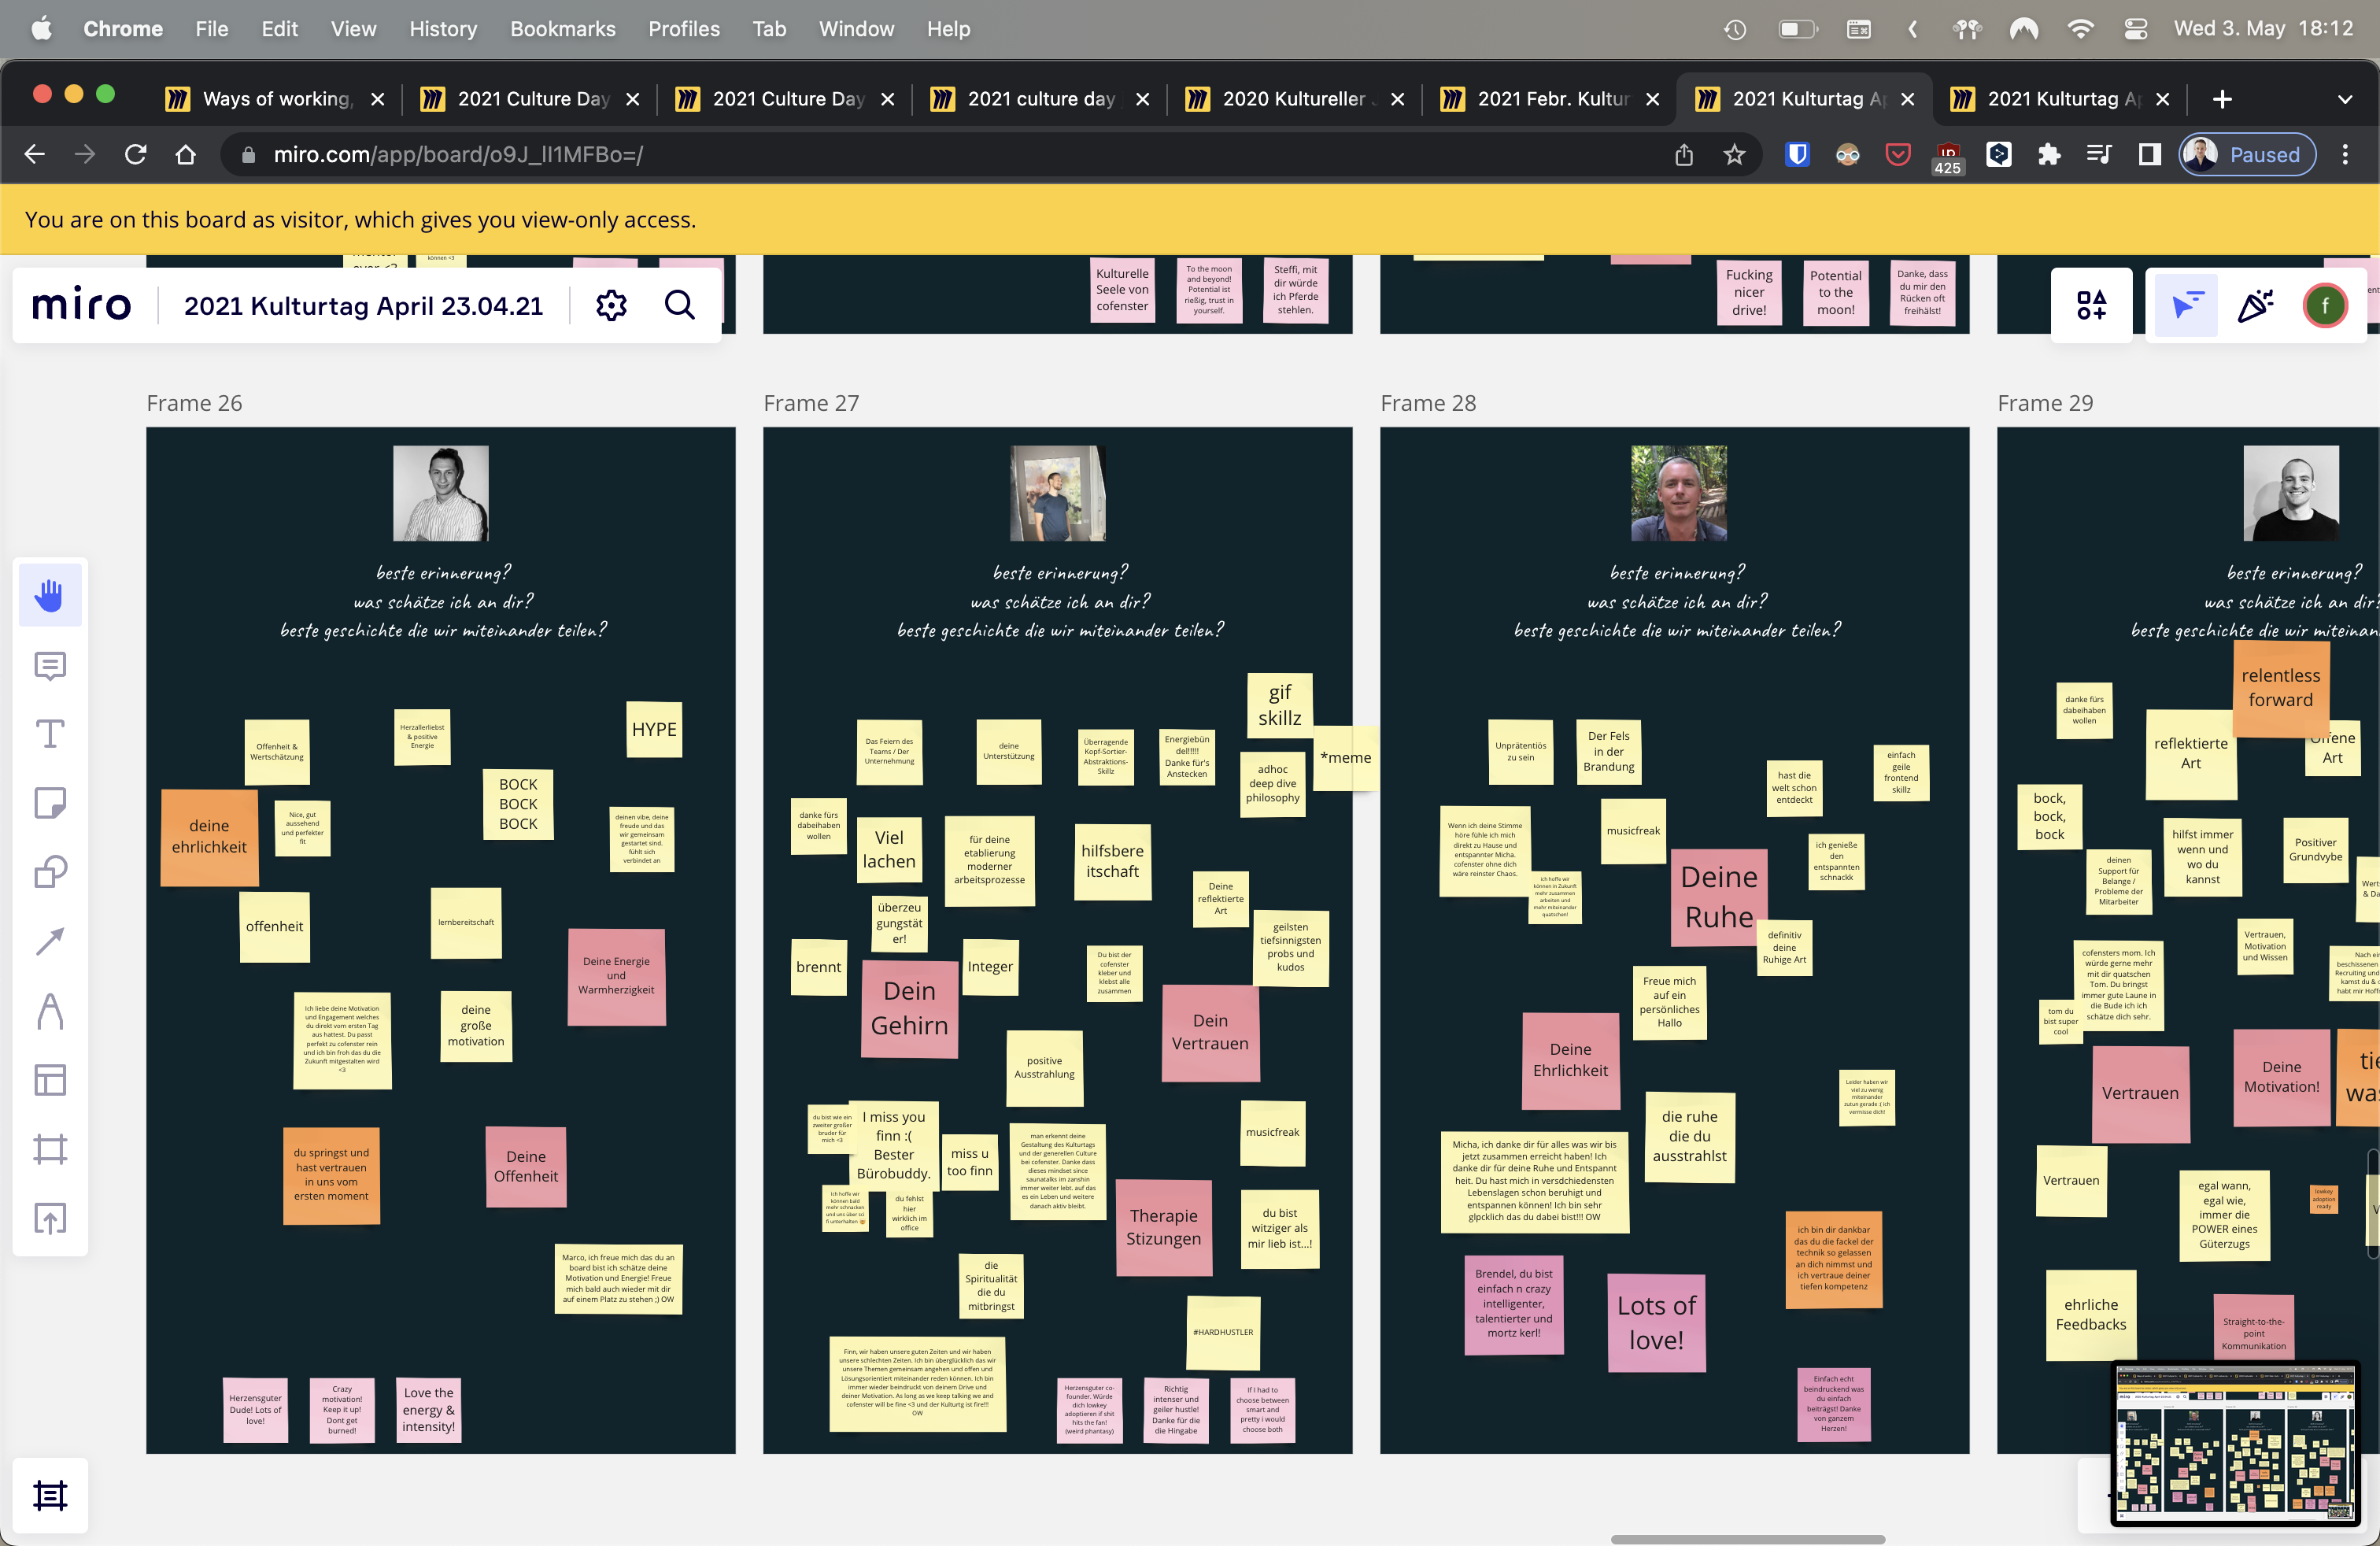 Chrome File Edit View History Bookmarks Profiles Tab Window Help
Wed 3. May 18:12
Ways of working,
2021 Culture Day
2021 Culture Day
2021 culture day
2020 Kultureller
2021 Febr. Kultur
2021 Kulturtag Ap
2021 Kulturtag Ap
miro.com/app/board/o9J_lI1MFBo=/
425
Paused
You are on this board as visitor, which gives you view-only access.
können <3
miro
2021 Kulturtag April 23.04.21
f
Kulturelle
Seele von
cofenster
To the moon
and beyond!
Potential ist
rießig, trust in
yourself.
Steffi, mit
dir würde
ich Pferde
stehlen.
Fucking
nicer
drive!
Potential
to the
moon!
Danke, dass
du mir den
Rücken oft
freihälst!
Frame 26
beste erinnerung?
was schätze ich an dir?
beste geschichte die wir miteinander teilen?
Offenheit &
Wertschätzung
Herzallerliebst
& positive
Energie
HYPE
BOCK
BOCK
BOCK
deine
ehrlichkeit
Nice, gut
aussehend
und perfekter
fit
deinen vibe, deine
freude und das
wir gemeinsam
gestartet sind.
fühlt sich
verbindet an
offenheit
lernbereitschaft
Deine Energie
und
Warmherzigkeit
Ich liebe deine Motivation
und Engagement welches
du direkt vom ersten Tag
aus hattest. Du passt
perfekt zu cofenster rein
und ich bin froh das du die
Zukunft mitgestalten wird
<3
deine
große
motivation
du springst und
hast vertrauen
in uns vom
ersten moment
Deine
Offenheit
Marco, ich freue mich das du an
board bist ich schätze deine
Motivation und Energie! Freue
mich bald auch wieder mit dir
auf einem Platz zu stehen ;) OW
Herzensguter
Dude! Lots of
love!
Crazy
motivation!
Keep it up!
Dont get
burned!
Love the
energy &
intensity!
Frame 27
beste erinnerung?
was schätze ich an dir?
beste geschichte die wir miteinander teilen?
gif
skillz
Das Feiern des
Teams / Der
Unternehmung
deine
Unterstützung
Überragende
Kopf-Sortier-
Abstraktions-
Skillz
Energiebün
del!!!!!
Danke für's
Anstecken
*meme
adhoc
deep dive
philosophy
danke fürs
dabeihaben
wollen
Viel
lachen
für deine
etablierung
moderner
arbeitsprozesse
hilfsbere
itschaft
Deine
reflektierte
Art
überzeu
gungstät
er!
geilsten
tiefsinnigsten
probs und
kudos
brennt
Dein
Gehirn
Integer
Du bist der
cofenster
kleber und
klebst alle
zusammen
Dein
Vertrauen
positive
Ausstrahlung
du bist wie ein
zweiter großer
bruder für
mich <3
I miss you
finn :(
Bester
Bürobuddy.
miss u
too finn
man erkennt deine
Gestaltung des Kulturtags
und der generellen Culture
bei cofenster. Danke dass
dieses mindset since
saunatalks im zanshin
immer weiter lebt. auf das
es ein Leben und weitere
danach aktiv bleibt.
musicfreak
Ich hoffe wir
können bald
mehr schnacken
und uns über sci
fi unterhalten
du fehlst
hier
wirklich im
office
Therapie
Stizungen
du bist
witziger als
mir lieb ist...!
die
Spiritualität
die du
mitbringst
#HARDHUSTLER
Finn, wir haben unsere guten Zeiten und wir haben
unsere schlechten Zeiten. Ich bin überglücklich das wir
unsere Themen gemeinsam angehen und offen und
Lösungsorientiert miteinander reden können. Ich bin
immer wieder beindruckt von deinem Drive und
deiner Motivation. As long as we keep talking we and
cofenster will be fine <3 und der Kulturtg ist fire!!!
OW
Herzensguter co-
founder. Würde
dich lowkey
adoptieren if shit
hits the fan!
(weird phantasy)
Richtig
intenser und
geiler hustle!
Danke für die
die Hingabe
If I had to
choose between
smart and
pretty i would
choose both
Frame 28
beste erinnerung?
was schätze ich an dir?
beste geschichte die wir miteinander teilen?
Unprätentiös
zu sein
Der Fels
in der
Brandung
hast die
welt schon
entdeckt
einfach
geile
frontend
skillz
Wenn ich deine Stimme
höre fühle ich mich
direkt zu Hause und
entspannter Micha.
cofenster ohne dich
wäre reinster Chaos.
musicfreak
ich genieße
den
entspannten
schnackk
ich hoffe wir
können in Zukunft
mehr zusammen
arbeiten und
mehr miteinander
quatschen!
Deine
Ruhe
definitiv
deine
Ruhige Art
Freue mich
auf ein
persönliches
Hallo
Deine
Ehrlichkeit
Leider haben wir
viel zu wenig
miteinander
zutun gerade :( ich
vermisse dich!
die ruhe
die du
ausstrahlst
Micha, ich danke dir für alles was wir bis
jetzt zusammen erreicht haben! Ich
danke dir für deine Ruhe und Entspannt
heit. Du hast mich in versdchiedensten
Lebenslagen schon beruhigt und
entspannen können! Ich bin sehr
glpcklich das du dabei bist!!! OW
ich bin dir dankbar
das du die fackel der
technik so gelassen
an dich nimmst und
ich vertraue deiner
tiefen kompetenz
Brendel, du bist
einfach n crazy
intelligenter,
talentierter und
mortz kerl!
Lots of
love!
Einfach echt
beindruckend was
du einfach
beiträgst! Danke
von ganzem
Herzen!
Frame 29
beste erinnerung?
was schätze ich an dir?
beste geschichte die wir miteinan
relentless
forward
danke fürs
dabeihaben
wollen
reflektierte
Art
Offene
Art
bock,
bock,
bock
hilfst immer
wenn und
wo du
kannst
Positiver
Grundvybe
deinen
Support für
Belange /
Probleme der
Mitarbeiter
Vertrauen,
Motivation
und Wissen
cofensters mom. Ich
würde gerne mehr
mit dir quatschen
Tom. Du bringst
immer gute Laune in
die Bude ich ich
schätze dich sehr.
Nach ei
beschissenen
Recruiting und
kamst du &
habt mir Hoff
tom du
bist super
cool
Vertrauen
Deine
Motivation!
tie
was
Vertrauen
egal wann,
egal wie,
immer die
POWER eines
Güterzugs
lowkey
adoption
ready
ehrliche
Feedbacks
Straight-to-the-
point
Kommunikation